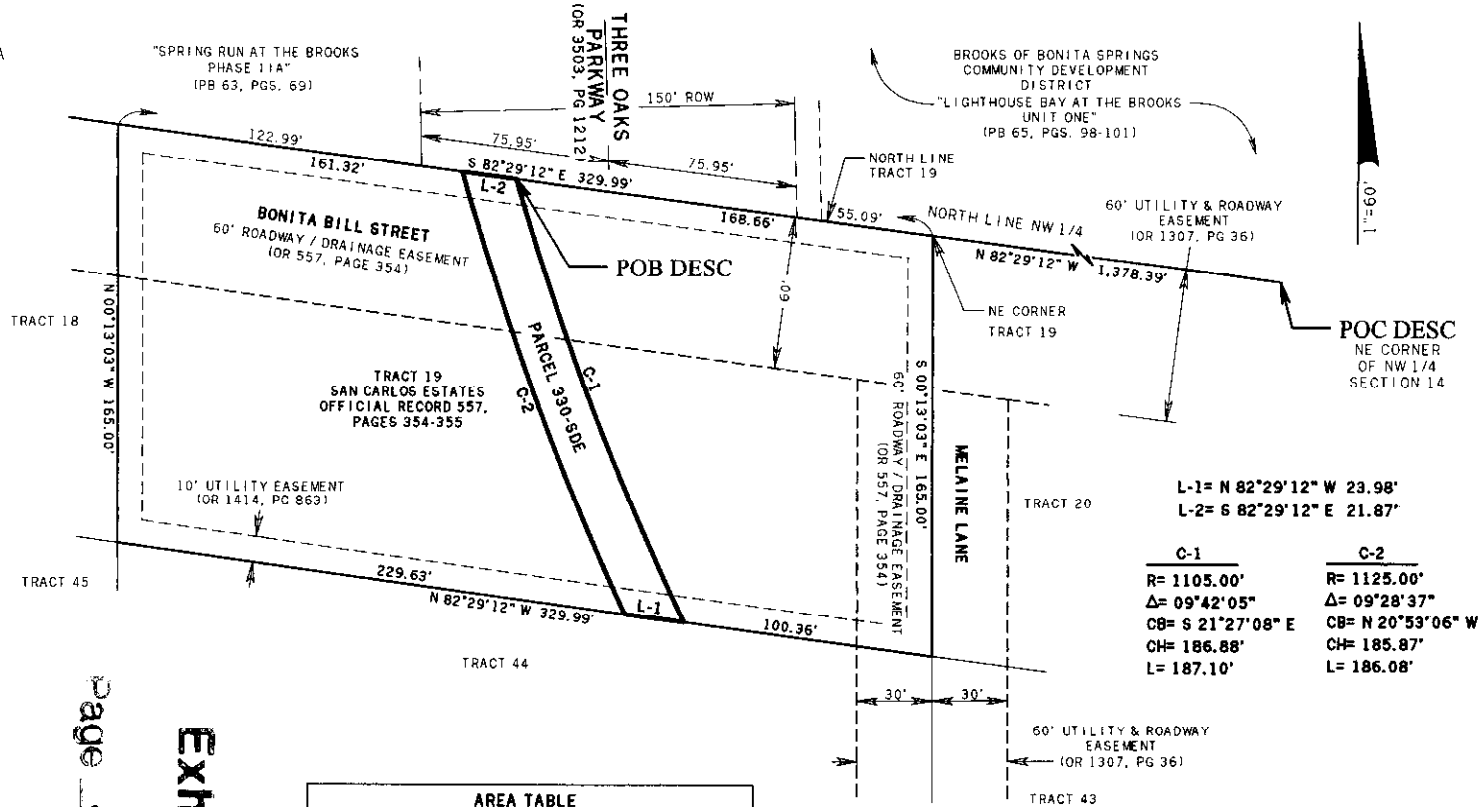 A
"SPRING RUN AT THE BROOKS
PHASE 11A"
(PB 63, PGS. 69)
THREE OAKS
PARKWAY
(OR 3503, PG 1212)
150' ROW
BROOKS OF BONITA SPRINGS
COMMUNITY DEVELOPMENT
DISTRICT
"LIGHTHOUSE BAY AT THE BROOKS
UNIT ONE"
(PB 65, PGS. 98-101)
1"=60'
122.99'
75.95'
75.95'
161.32'
S 82°29'12" E 329.99'
L-2
168.66'
NORTH LINE
TRACT 19
55.09'
NORTH LINE NW 1/4
N 82°29'12" W 1,378.39'
60' UTILITY & ROADWAY
EASEMENT
(OR 1307, PG 36)
BONITA BILL STREET
60' ROADWAY / DRAINAGE EASEMENT
(OR 557, PAGE 354)
POB DESC
60'
NE CORNER
TRACT 19
POC DESC
NE CORNER
OF NW 1/4
SECTION 14
TRACT 18
N 00°13'03" W 165.00'
TRACT 19
SAN CARLOS ESTATES
OFFICIAL RECORD 557,
PAGES 354-355
PARCEL 330-SDE
C-1
C-2
S 00°13'03" E 165.00'
60' ROADWAY / DRAINAGE EASEMENT
(OR 557, PAGE 354)
MELAINE LANE
TRACT 20
10' UTILITY EASEMENT
(OR 1414, PG 863)
TRACT 45
229.63'
N 82°29'12" W 329.99'
L-1
100.36'
TRACT 44
L-1= N 82°29'12" W 23.98'
L-2= S 82°29'12" E 21.87'
C-1
R= 1105.00'
Δ= 09°42'05"
CB= S 21°27'08" E
CH= 186.88'
L= 187.10'
C-2
R= 1125.00'
Δ= 09°28'37"
CB= N 20°53'06" W
CH= 185.87'
L= 186.08'
30'
30'
60' UTILITY & ROADWAY
EASEMENT
(OR 1307, PG 36)
TRACT 43
Page
Exh
AREA TABLE